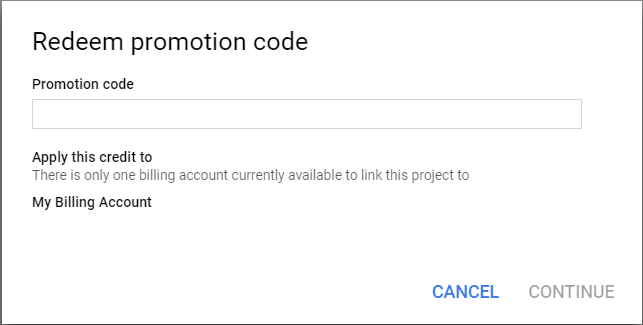 Redeem promotion code
Promotion code
Apply this credit to
There is only one billing account currently available to link this project to
My Billing Account
CANCEL CONTINUE